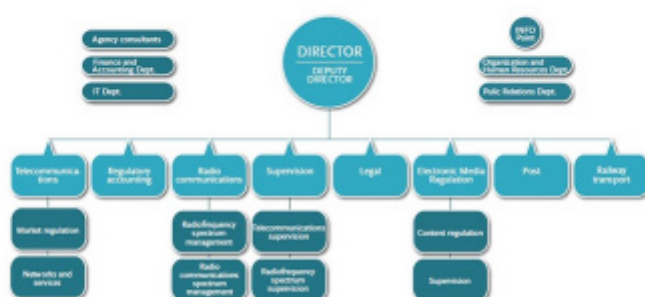 Agency consultants
Finance and
Accounting Dept.
IT Dept.
DIRECTOR
DEPUTY
DIRECTOR
INFO
Point
Organization and
Human Resources Dept.
Pulic Relations Dept.
Telecommunica
tions
Regulatory
accounting
Radio
communications
Supervision
Legal
Electronic Media
Regulation
Post
Railway
transport
Market regulation
Networks and
services
Radiofrequency
spectrum
management
Radio
communications
spectrum
management
Telecommunications
supervision
Radiofrequency
spectrum
supervision
Content regulation
Supervision